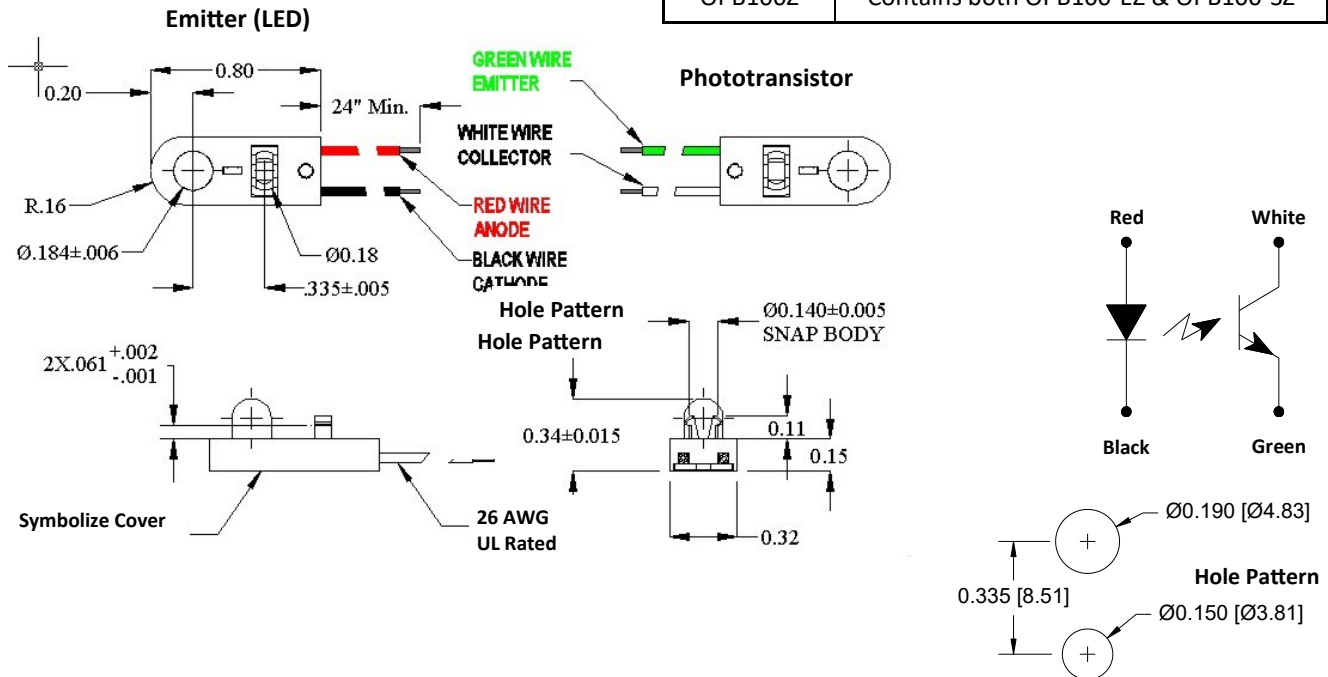 OPB100Z Contains both OPB100-EZ & OPB100-SZ
Emitter (LED)
0.80
0.20
24" Min.
R.16
Ø.184±.006
Ø0.18
.335±.005
GREEN WIRE
EMITTER
WHITE WIRE
COLLECTOR
RED WIRE
ANODE
BLACK WIRE
CATHODE
Phototransistor
Hole Pattern
Hole Pattern
Ø0.140±0.005
SNAP BODY
2X.061 +.002
-.001
0.34±0.015
0.11
0.15
0.32
Symbolize Cover
26 AWG
UL Rated
Red
White
Black
Green
Ø0.190 [Ø4.83]
0.335 [8.51]
Hole Pattern
Ø0.150 [Ø3.81]